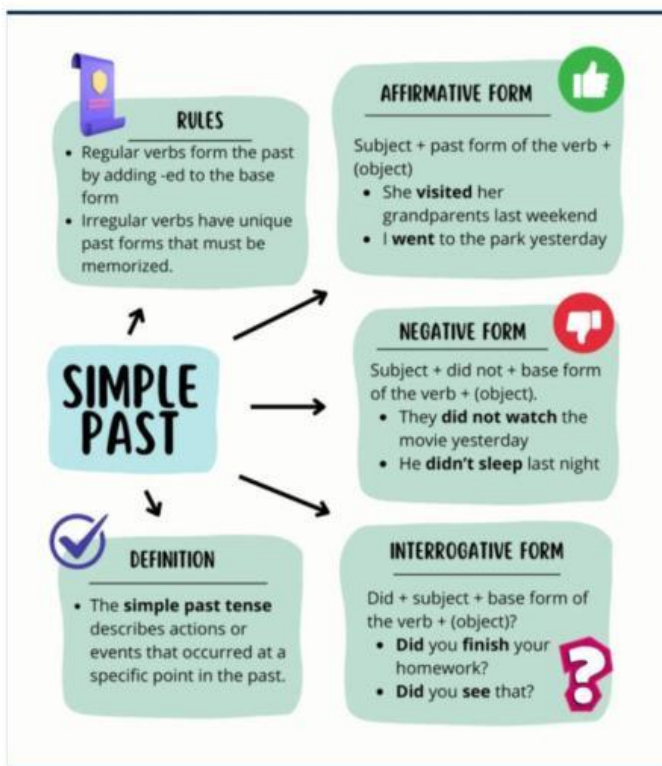 RULES
• Regular verbs form the past
by adding -ed to the base
form
• Irregular verbs have unique
past forms that must be
memorized.
AFFIRMATIVE FORM
Subject + past form of the verb +
(object)
• She visited her
grandparents last weekend
• I went to the park yesterday
SIMPLE
PAST
NEGATIVE FORM
Subject + did not + base form
of the verb + (object).
• They did not watch the
movie yesterday
• He didn't sleep last night
DEFINITION
• The simple past tense
describes actions or
events that occurred at a
specific point in the past.
INTERROGATIVE FORM
Did + subject + base form of
the verb + (object)?
• Did you finish your
homework?
• Did you see that?
?